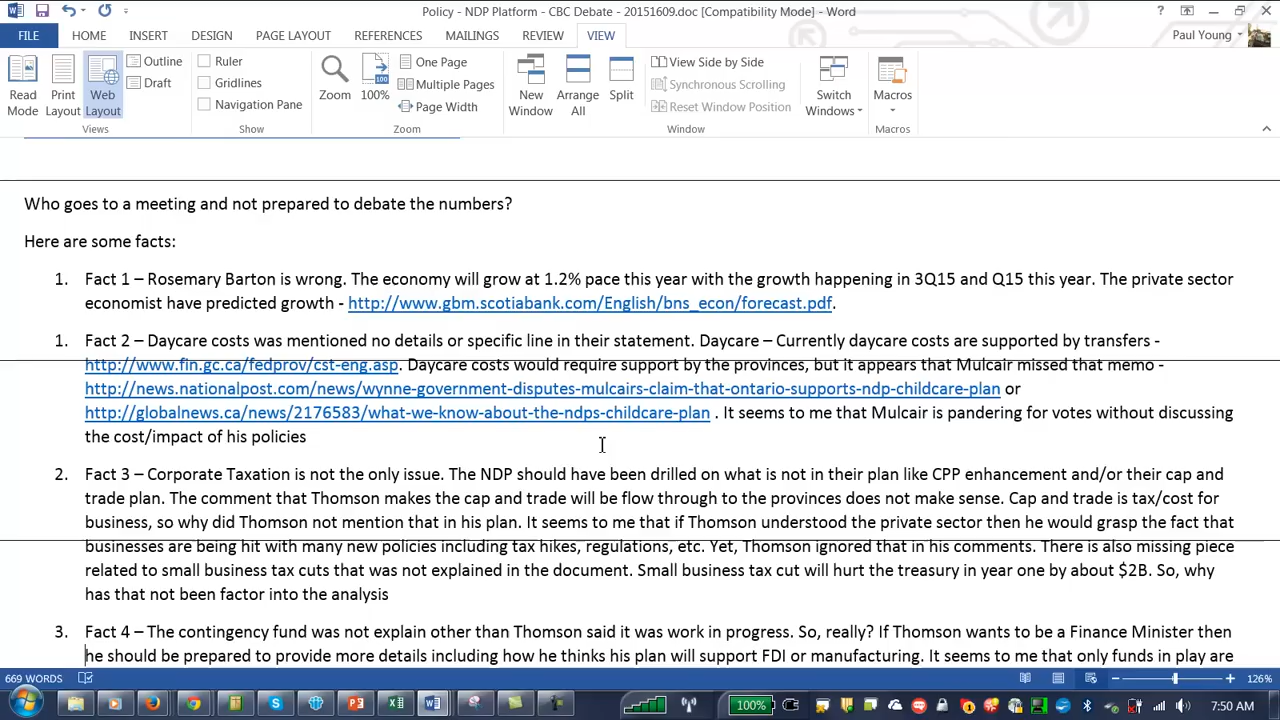 Policy - NDP Platform - CBC Debate - 20151609.doc [Compatibility Mode] - Word
FILE HOME INSERT DESIGN PAGE LAYOUT REFERENCES MAILINGS REVIEW VIEW Paul Young
Read Mode
Print Layout
Web Layout
Outline
Draft
Views
Ruler
Gridlines
Navigation Pane
Show
Zoom
100%
One Page
Multiple Pages
Page Width
Zoom
New Window
Arrange All
Split
View Side by Side
Synchronous Scrolling
Reset Window Position
Window
Switch Windows
Macros
Macros
Who goes to a meeting and not prepared to debate the numbers?
Here are some facts:
1. Fact 1 – Rosemary Barton is wrong. The economy will grow at 1.2% pace this year with the growth happening in 3Q15 and Q15 this year. The private sector
economist have predicted growth - http://www.gbm.scotiabank.com/English/bns_econ/forecast.pdf.
1. Fact 2 – Daycare costs was mentioned no details or specific line in their statement. Daycare – Currently daycare costs are supported by transfers -
http://www.fin.gc.ca/fedprov/cst-eng.asp. Daycare costs would require support by the provinces, but it appears that Mulcair missed that memo -
http://news.nationalpost.com/news/wynne-government-disputes-mulcairs-claim-that-ontario-supports-ndp-childcare-plan or
http://globalnews.ca/news/2176583/what-we-know-about-the-ndps-childcare-plan . It seems to me that Mulcair is pandering for votes without discussing
the cost/impact of his policies
2. Fact 3 – Corporate Taxation is not the only issue. The NDP should have been drilled on what is not in their plan like CPP enhancement and/or their cap and
trade plan. The comment that Thomson makes the cap and trade will be flow through to the provinces does not make sense. Cap and trade is tax/cost for
business, so why did Thomson not mention that in his plan. It seems to me that if Thomson understood the private sector then he would grasp the fact that
businesses are being hit with many new policies including tax hikes, regulations, etc. Yet, Thomson ignored that in his comments. There is also missing piece
related to small business tax cuts that was not explained in the document. Small business tax cut will hurt the treasury in year one by about $2B. So, why
has that not been factor into the analysis
3. Fact 4 – The contingency fund was not explain other than Thomson said it was work in progress. So, really? If Thomson wants to be a Finance Minister then
he should be prepared to provide more details including how he thinks his plan will support FDI or manufacturing. It seems to me that only funds in play are
669 WORDS 126%
100% 7:50 AM